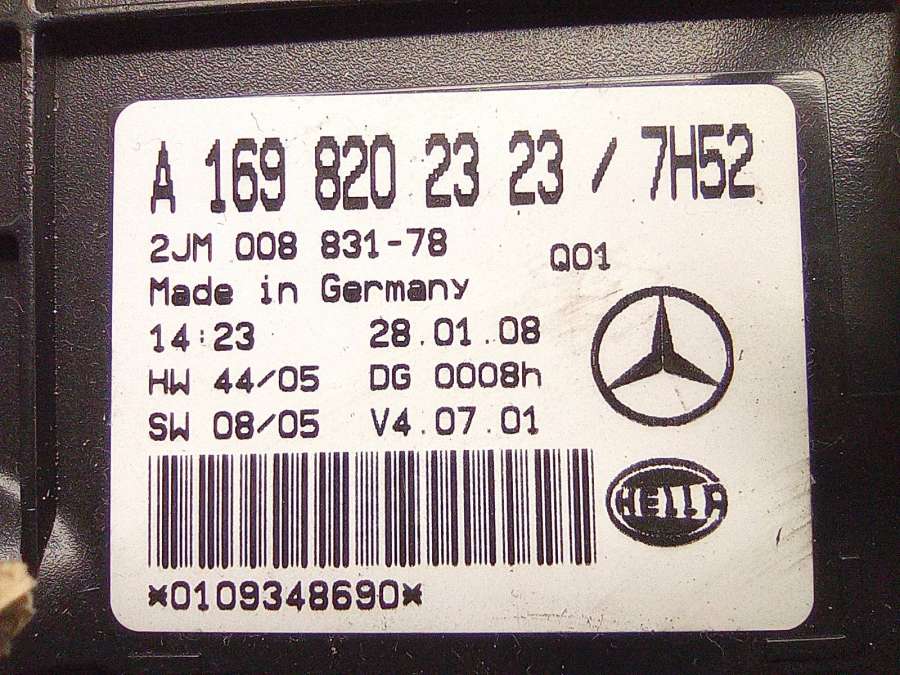 A 169 820 23 23 / 7H52
2JM 008 831-78
Q01
Made in Germany
14:23 28.01.08
HW 44/05 DG 0008h
SW 08/05 V4.07.01
HELLA
*0109348690*